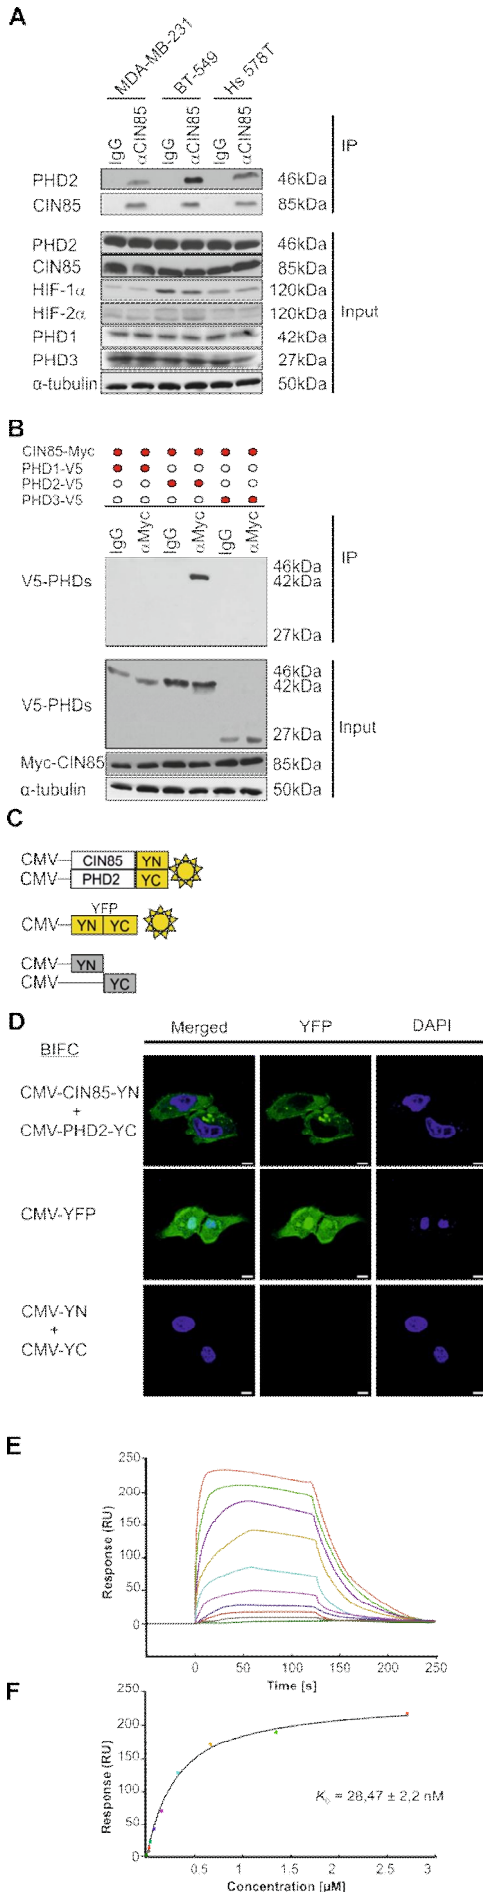 A
MDA-MB-231 BT-549 Hs 578T
IgG αCIN85 IgG αCIN85 IgG αCIN85
IP
PHD2 46kDa
CIN85 85kDa
PHD2 46kDa
CIN85 85kDa
HIF-1α 120kDa
HIF-2α 120kDa
Input
PHD1 42kDa
PHD3 27kDa
α-tubulin 50kDa
B
CIN85-Myc
PHD1-V5
PHD2-V5
PHD3-V5
IgG αMyc IgG αMyc IgG αMyc
IP
46kDa
V5-PHDs 42kDa
27kDa
46kDa
42kDa
V5-PHDs
Input
27kDa
Myc-CIN85 85kDa
α-tubulin 50kDa
C
CMV CIN85 YN
CMV PHD2 YC
YFP
CMV YN YC
CMV YN
CMV YC
D
Merged YFP DAPI
BIFC
CMV-CIN85-YN
+
CMV-PHD2-YC
CMV-YFP
CMV-YN
+
CMV-YC
E
250
200
150
100
50
0
Response (RU)
0 50 100 150 200 250
Time [s]
F
250
200
150
100
50
0
Response (RU)
K_D = 28,47 ± 2,2 nM
0.5 1 1.5 2 2.5 3
Concentration [µM]